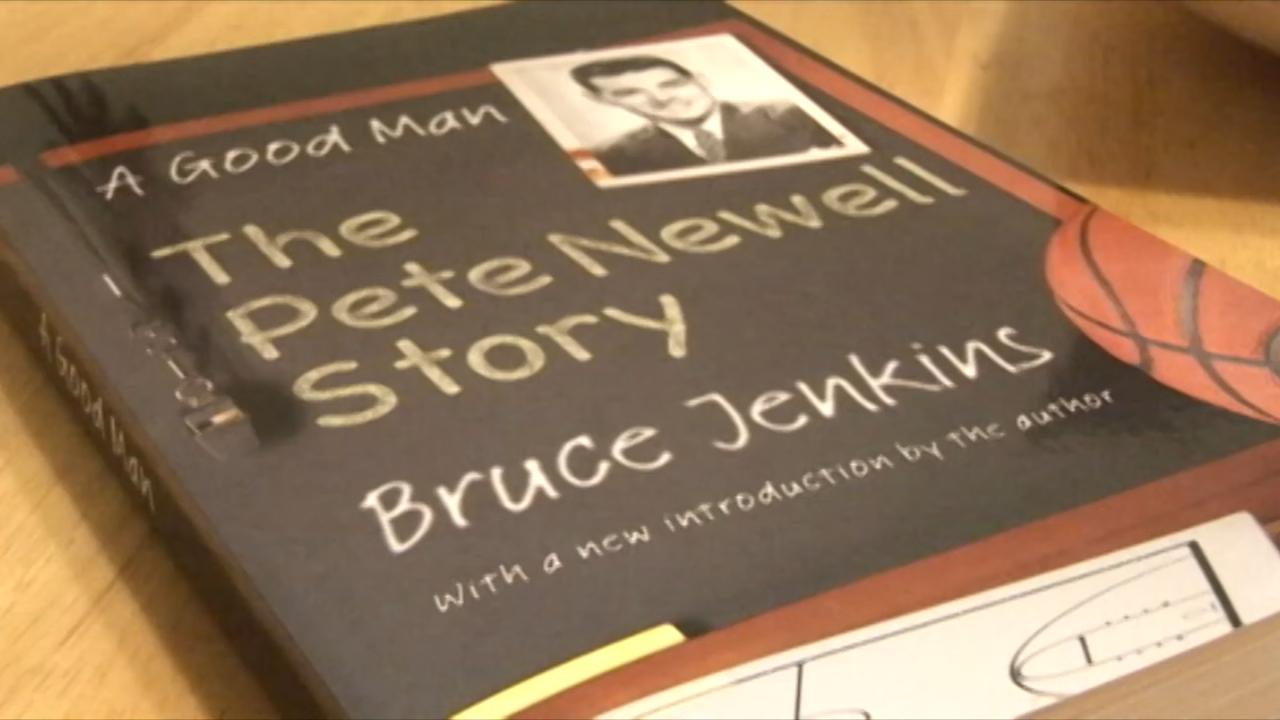 A Good Man
The
Pete Newell
Story
Bruce Jenkins
with a new introduction by the author
A Good Man